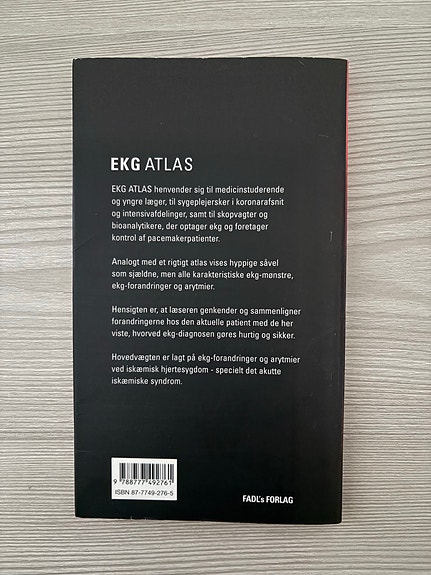 EKG ATLAS
EKG ATLAS henvender sig til medicinstuderende
og yngre læger, til sygeplejersker i koronarafsnit
og intensivafdelinger, samt til skopvagter og
bioanalytikere, der optager ekg og foretager
kontrol af pacemakerpatienter.
Analogt med et rigtigt atlas vises hyppige såvel
som sjældne, men alle karakteristiske ekg-mønstre,
ekg-forandringer og arytmier.
Hensigten er, at læseren genkender og sammenligner
forandringerne hos den aktuelle patient med de her
viste, hvorved ekg-diagnosen gøres hurtig og sikker.
Hovedvægten er lagt på ekg-forandringer og arytmier
ved iskæmisk hjertesygdom - specielt det akutte
iskæmiske syndrom.
9 788777 492761
ISBN 87-7749-276-5
FADL's FORLAG